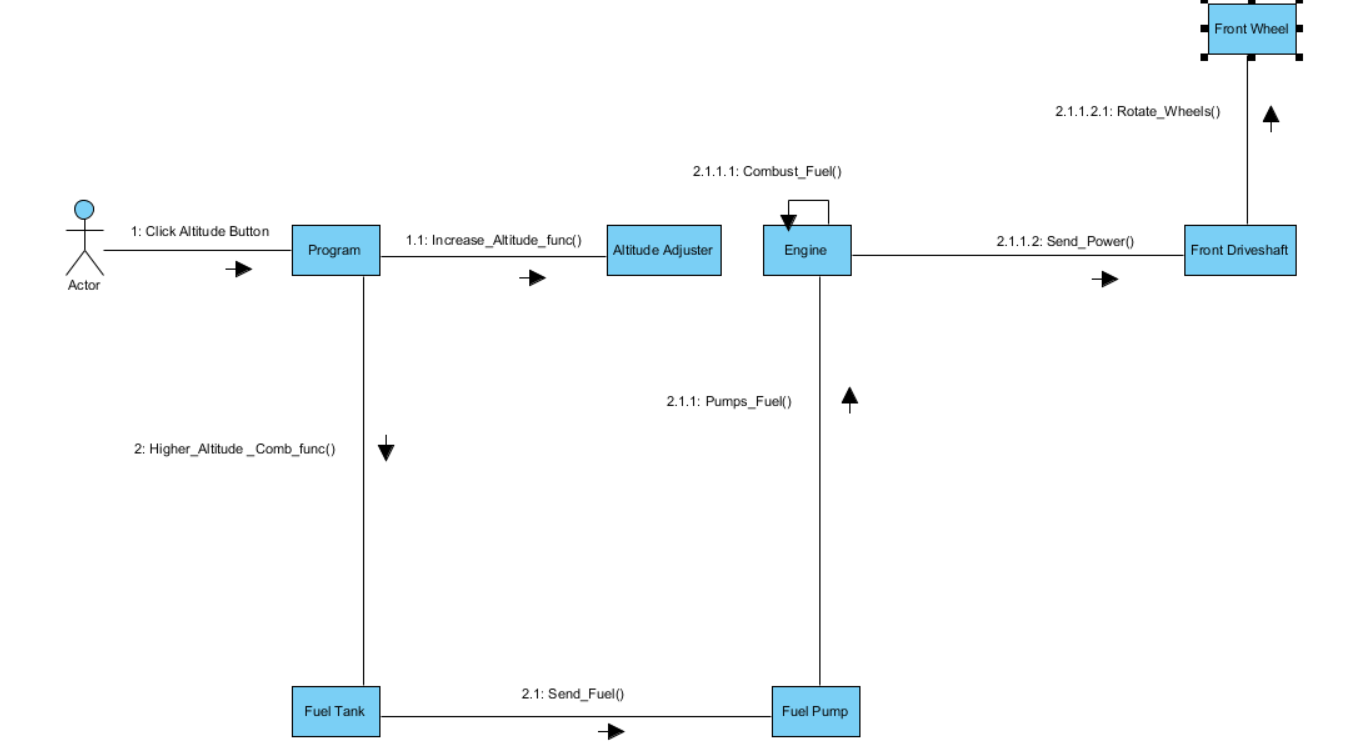 Front Wheel
2.1.1.2.1: Rotate_Wheels()
2.1.1.1: Combust_Fuel()
1: Click Altitude Button
Program
1.1: Increase_Altitude_func()
Altitude Adjuster
Engine
2.1.1.2: Send_Power()
Front Driveshaft
Actor
2.1.1: Pumps_Fuel()
2: Higher_Altitude _Comb_func()
2.1: Send_Fuel()
Fuel Tank
Fuel Pump